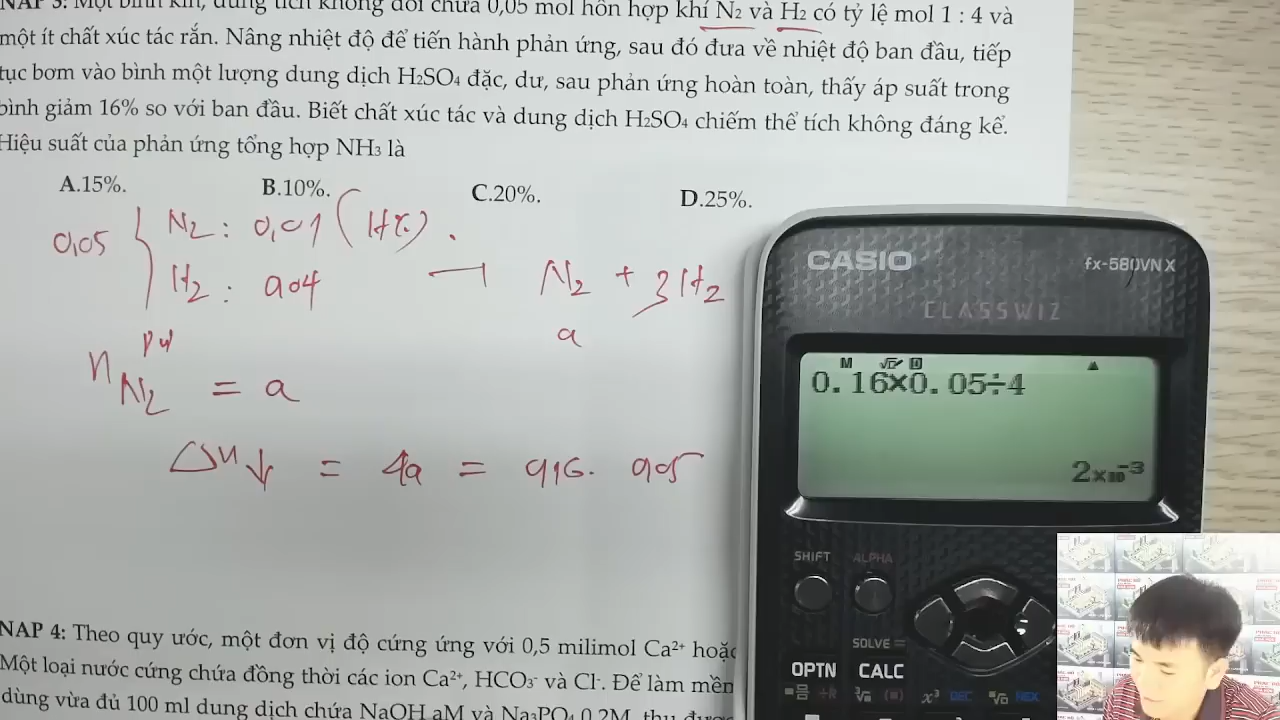 NAP 3: Một bình kín, dung tích không đổi chứa 0,05 mol hỗn hợp khí N₂ và H₂ có tỷ lệ mol 1 : 4 và
một ít chất xúc tác rắn. Nâng nhiệt độ để tiến hành phản ứng, sau đó đưa về nhiệt độ ban đầu, tiếp
tục bơm vào bình một lượng dung dịch H₂SO₄ đặc, dư, sau phản ứng hoàn toàn, thấy áp suất trong
bình giảm 16% so với ban đầu. Biết chất xúc tác và dung dịch H₂SO₄ chiếm thể tích không đáng kể.
Hiệu suất của phản ứng tổng hợp NH₃ là
A.15%. B.10%. C.20%. D.25%.
0,05 { N₂ : 0,01 (H%).
H₂ : 0,04
→ N₂ + 3H₂
a
n N₂ pư = a
Δn↓ = 4a = 0,16. 0,05
CASIO fx-580VN X
CLASSWIZ
M √ D ▲
0.16×0.05÷4
2×10⁻³
SHIFT ALPHA
SOLVE =
OPTN CALC
NAP 4: Theo quy ước, một đơn vị độ cứng ứng với 0,5 milimol Ca²⁺ hoặc
Một loại nước cứng chứa đồng thời các ion Ca²⁺, HCO₃⁻ và Cl⁻. Để làm mền
dùng vừa đủ 100 ml dung dịch chứa NaOH aM và Na₃PO₄ 0,2M, thu được